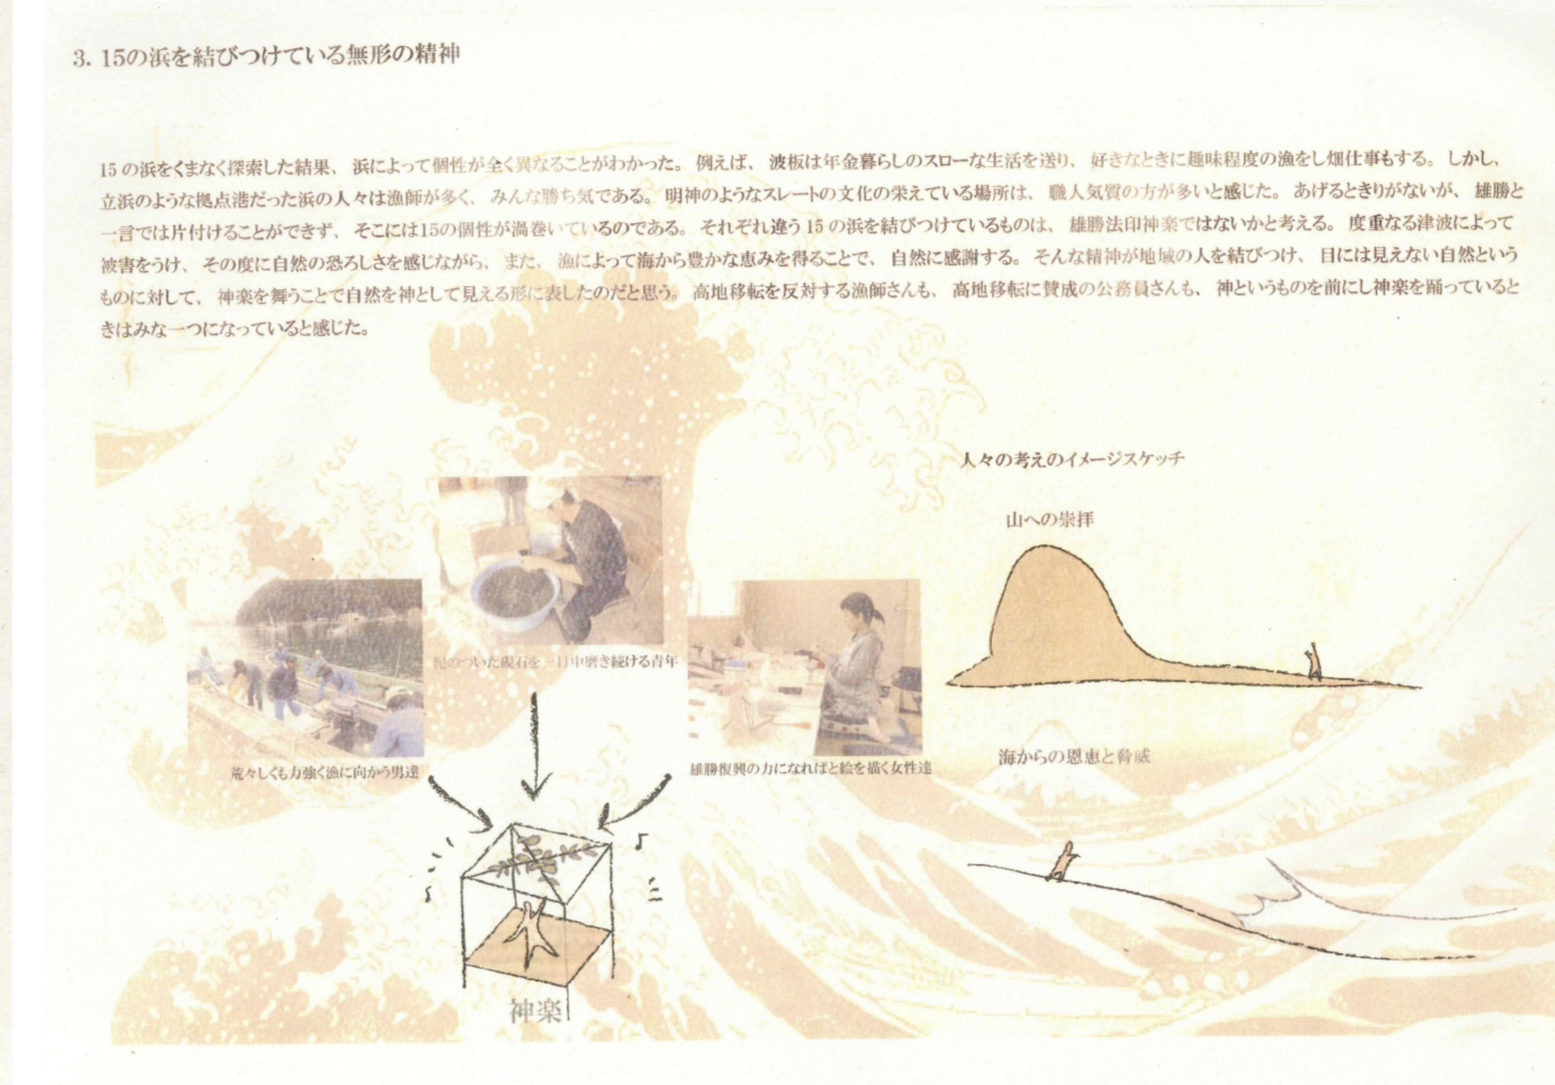 3. 15の浜を結びつけている無形の精神
15 の浜をくまなく探索した結果、浜によって個性が全く異なることがわかった。例えば、波板は年金暮らしのスローな生活を送り、好きなときに趣味程度の漁をし畑仕事もする。しかし、
立浜のような拠点港だった浜の人々は漁師が多く、みんな勝ち気である。明神のようなスレートの文化の栄えている場所は、職人気質の方が多いと感じた。あげるときりがないが、雄勝と
一言では片付けることができず、そこには15の個性が渦巻いているのである。それぞれ違う 15 の浜を結びつけているものは、雄勝法印神楽ではないかと考える。度重なる津波によって
被害をうけ、その度に自然の恐ろしさを感じながら、また、漁によって海から豊かな恵みを得ることで、自然に感謝する。そんな精神が地域の人を結びつけ、目には見えない自然という
ものに対して、神楽を舞うことで自然を神として見える形に表したのだと思う。高地移転を反対する漁師さんも、高地移転に賛成の公務員さんも、神というものを前にし神楽を踊っていると
きはみな一つになっていると感じた。
人々の考えのイメージスケッチ
山への崇拝
泥のついた硯石を一日中磨き続ける青年
海からの恩恵と脅威
荒々しくも力強く漁に向かう男達
雄勝復興の力になればと絵を描く女性達
神楽